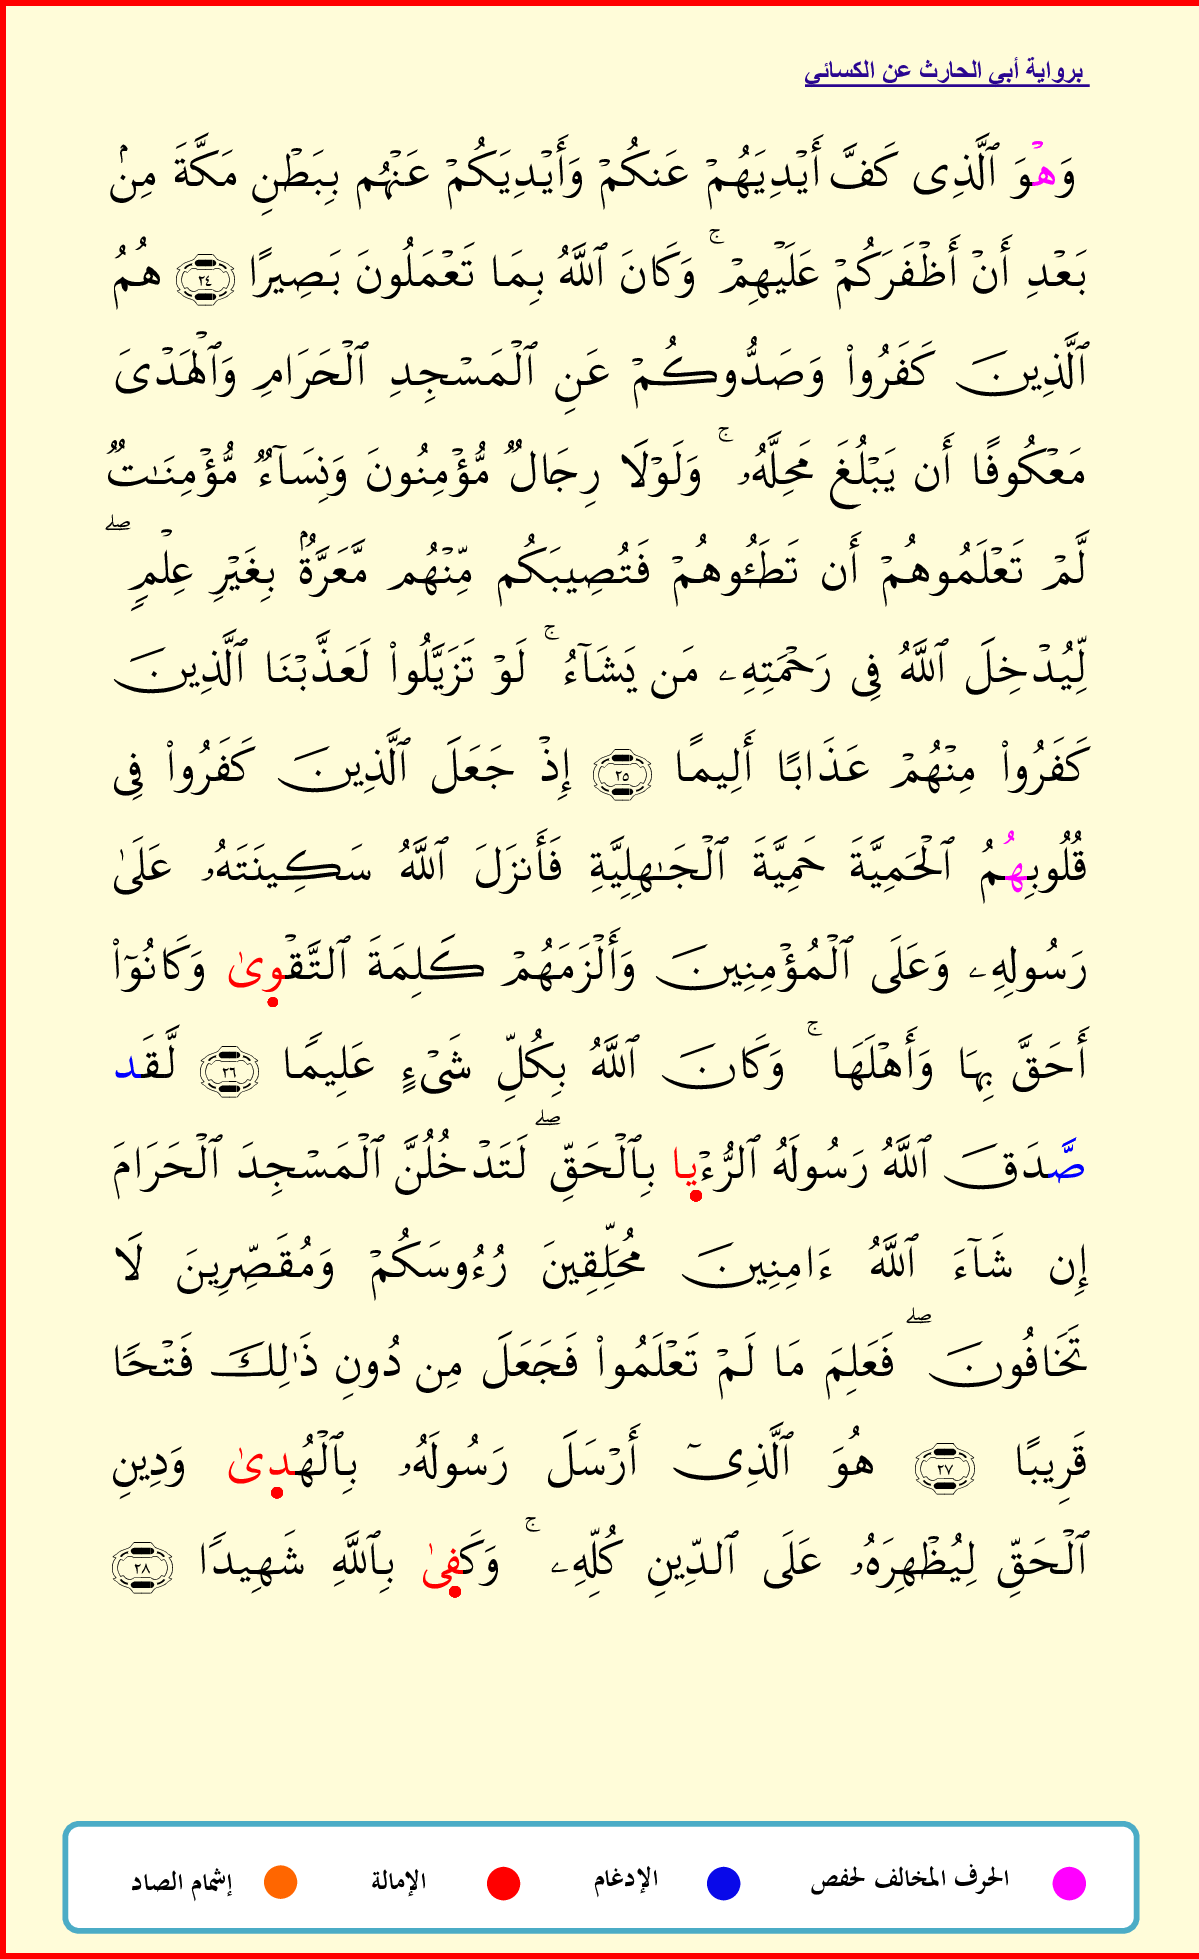 برواية أبي الحارث عن الكسائي
وَهۡوَ ٱلَّذِى كَفَّ أَيۡدِيَهُمۡ عَنكُمۡ وَأَيۡدِيَكُمۡ عَنۡهُم بِبَطۡنِ مَكَّةَ مِنۢ
بَعۡدِ أَنۡ أَظۡفَرَكُمۡ عَلَيۡهِمۡۚ وَكَانَ ٱللَّهُ بِمَا تَعۡمَلُونَ بَصِيرًا ٢٤ هُمُ
ٱلَّذِينَ كَفَرُواْ وَصَدُّوكُمۡ عَنِ ٱلۡمَسۡجِدِ ٱلۡحَرَامِ وَٱلۡهَدۡىَ
مَعۡكُوفًا أَن يَبۡلُغَ مَحِلَّهُۥۚ وَلَوۡلَا رِجَالٌ مُّؤۡمِنُونَ وَنِسَآءٌ مُّؤۡمِنَـٰتٌ
لَّمۡ تَعۡلَمُوهُمۡ أَن تَطَـُٔوهُمۡ فَتُصِيبَكُم مِّنۡهُم مَّعَرَّةُۢ بِغَيۡرِ عِلۡمٍۖ
لِّيُدۡخِلَ ٱللَّهُ فِى رَحۡمَتِهِۦ مَن يَشَآءُۚ لَوۡ تَزَيَّلُواْ لَعَذَّبۡنَا ٱلَّذِينَ
كَفَرُواْ مِنۡهُمۡ عَذَابًا أَلِيمًا ٢٥ إِذۡ جَعَلَ ٱلَّذِينَ كَفَرُواْ فِى
قُلُوبِهُمُ ٱلۡحَمِيَّةَ حَمِيَّةَ ٱلۡجَـٰهِلِيَّةِ فَأَنزَلَ ٱللَّهُ سَكِينَتَهُۥ عَلَىٰ
رَسُولِهِۦ وَعَلَى ٱلۡمُؤۡمِنِينَ وَأَلۡزَمَهُمۡ كَلِمَةَ ٱلتَّقۡوىٰ وَكَانُوٓاْ
أَحَقَّ بِهَا وَأَهۡلَهَاۚ وَكَانَ ٱللَّهُ بِكُلِّ شَىۡءٍ عَلِيمًا ٢٦ لَّقَد
صَّدَقَ ٱللَّهُ رَسُولَهُ ٱلرُّءۡيا بِٱلۡحَقِّۖ لَتَدۡخُلُنَّ ٱلۡمَسۡجِدَ ٱلۡحَرَامَ
إِن شَآءَ ٱللَّهُ ءَامِنِينَ مُحَلِّقِينَ رُءُوسَكُمۡ وَمُقَصِّرِينَ لَا
تَخَافُونَۖ فَعَلِمَ مَا لَمۡ تَعۡلَمُواْ فَجَعَلَ مِن دُونِ ذَٰلِكَ فَتۡحًا
قَرِيبًا ٢٧ هُوَ ٱلَّذِىٓ أَرۡسَلَ رَسُولَهُۥ بِٱلۡهُدِىٰ وَدِينِ
ٱلۡحَقِّ لِيُظۡهِرَهُۥ عَلَى ٱلدِّينِ كُلِّهِۦۚ وَكَفِىٰ بِٱللَّهِ شَهِيدًا ٢٨
الحرف المخالف لحفص الإدغام الإمالة إشمام الصاد